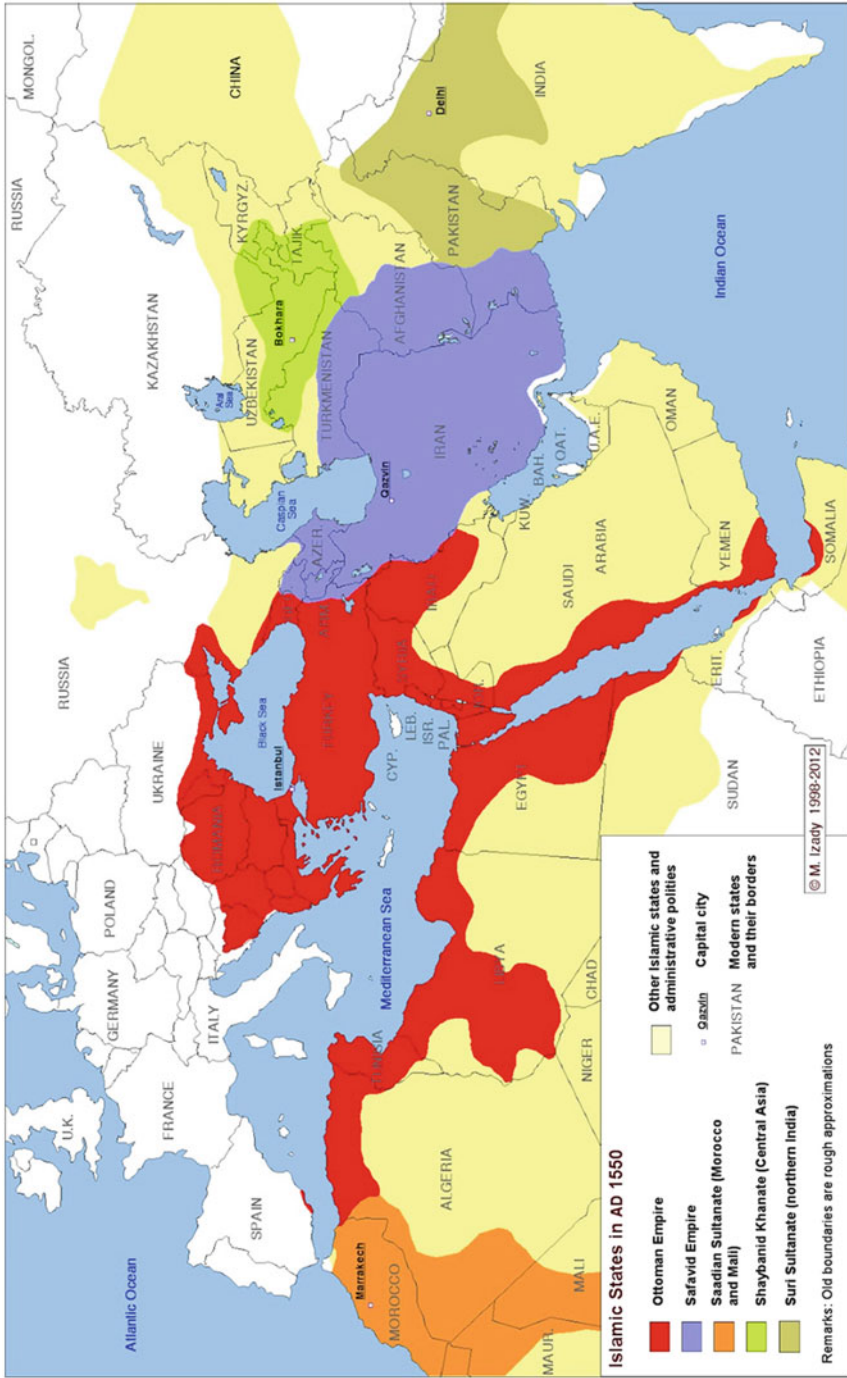 Islamic States in AD 1550
Ottoman Empire
Safavid Empire
Saadian Sultanate (Morocco
and Mali)
Shaybanid Khanate (Central Asia)
Suri Sultanate (northern India)
Other Islamic states and
administrative polities
Qazvin
Capital city
PAKISTAN
Modern states
and their borders
Remarks: Old boundaries are rough approximations
© M. Izady 1998-2012
Atlantic Ocean
U.K.
FRANCE
SPAIN
GERMANY
POLAND
ITALY
UKRAINE
RUSSIA
RUSSIA
KAZAKHSTAN
MONGOL.
CHINA
ROMANIA
Black Sea
Istanbul
TURKEY
Mediterranean Sea
CYP.
LEB.
ISR.
PAL.
SYRIA
IRAQ
ARM.
AZER.
Caspian
Sea
Aral
Sea
UZBEKISTAN
Bokhara
KYRGYZ.
TAJIK.
TURKMENISTAN
AFGHANISTAN
IRAN
Qazvin
PAKISTAN
Delhi
INDIA
Indian Ocean
KUW.
BAH.
QAT.
U.A.E.
OMAN
SAUDI
ARABIA
YEMEN
SOMALIA
ETHIOPIA
ERIT.
SUDAN
EGYPT
LIBYA
CHAD
NIGER
TUNISIA
ALGERIA
MALI
MAUR.
MOROCCO
Marrakech